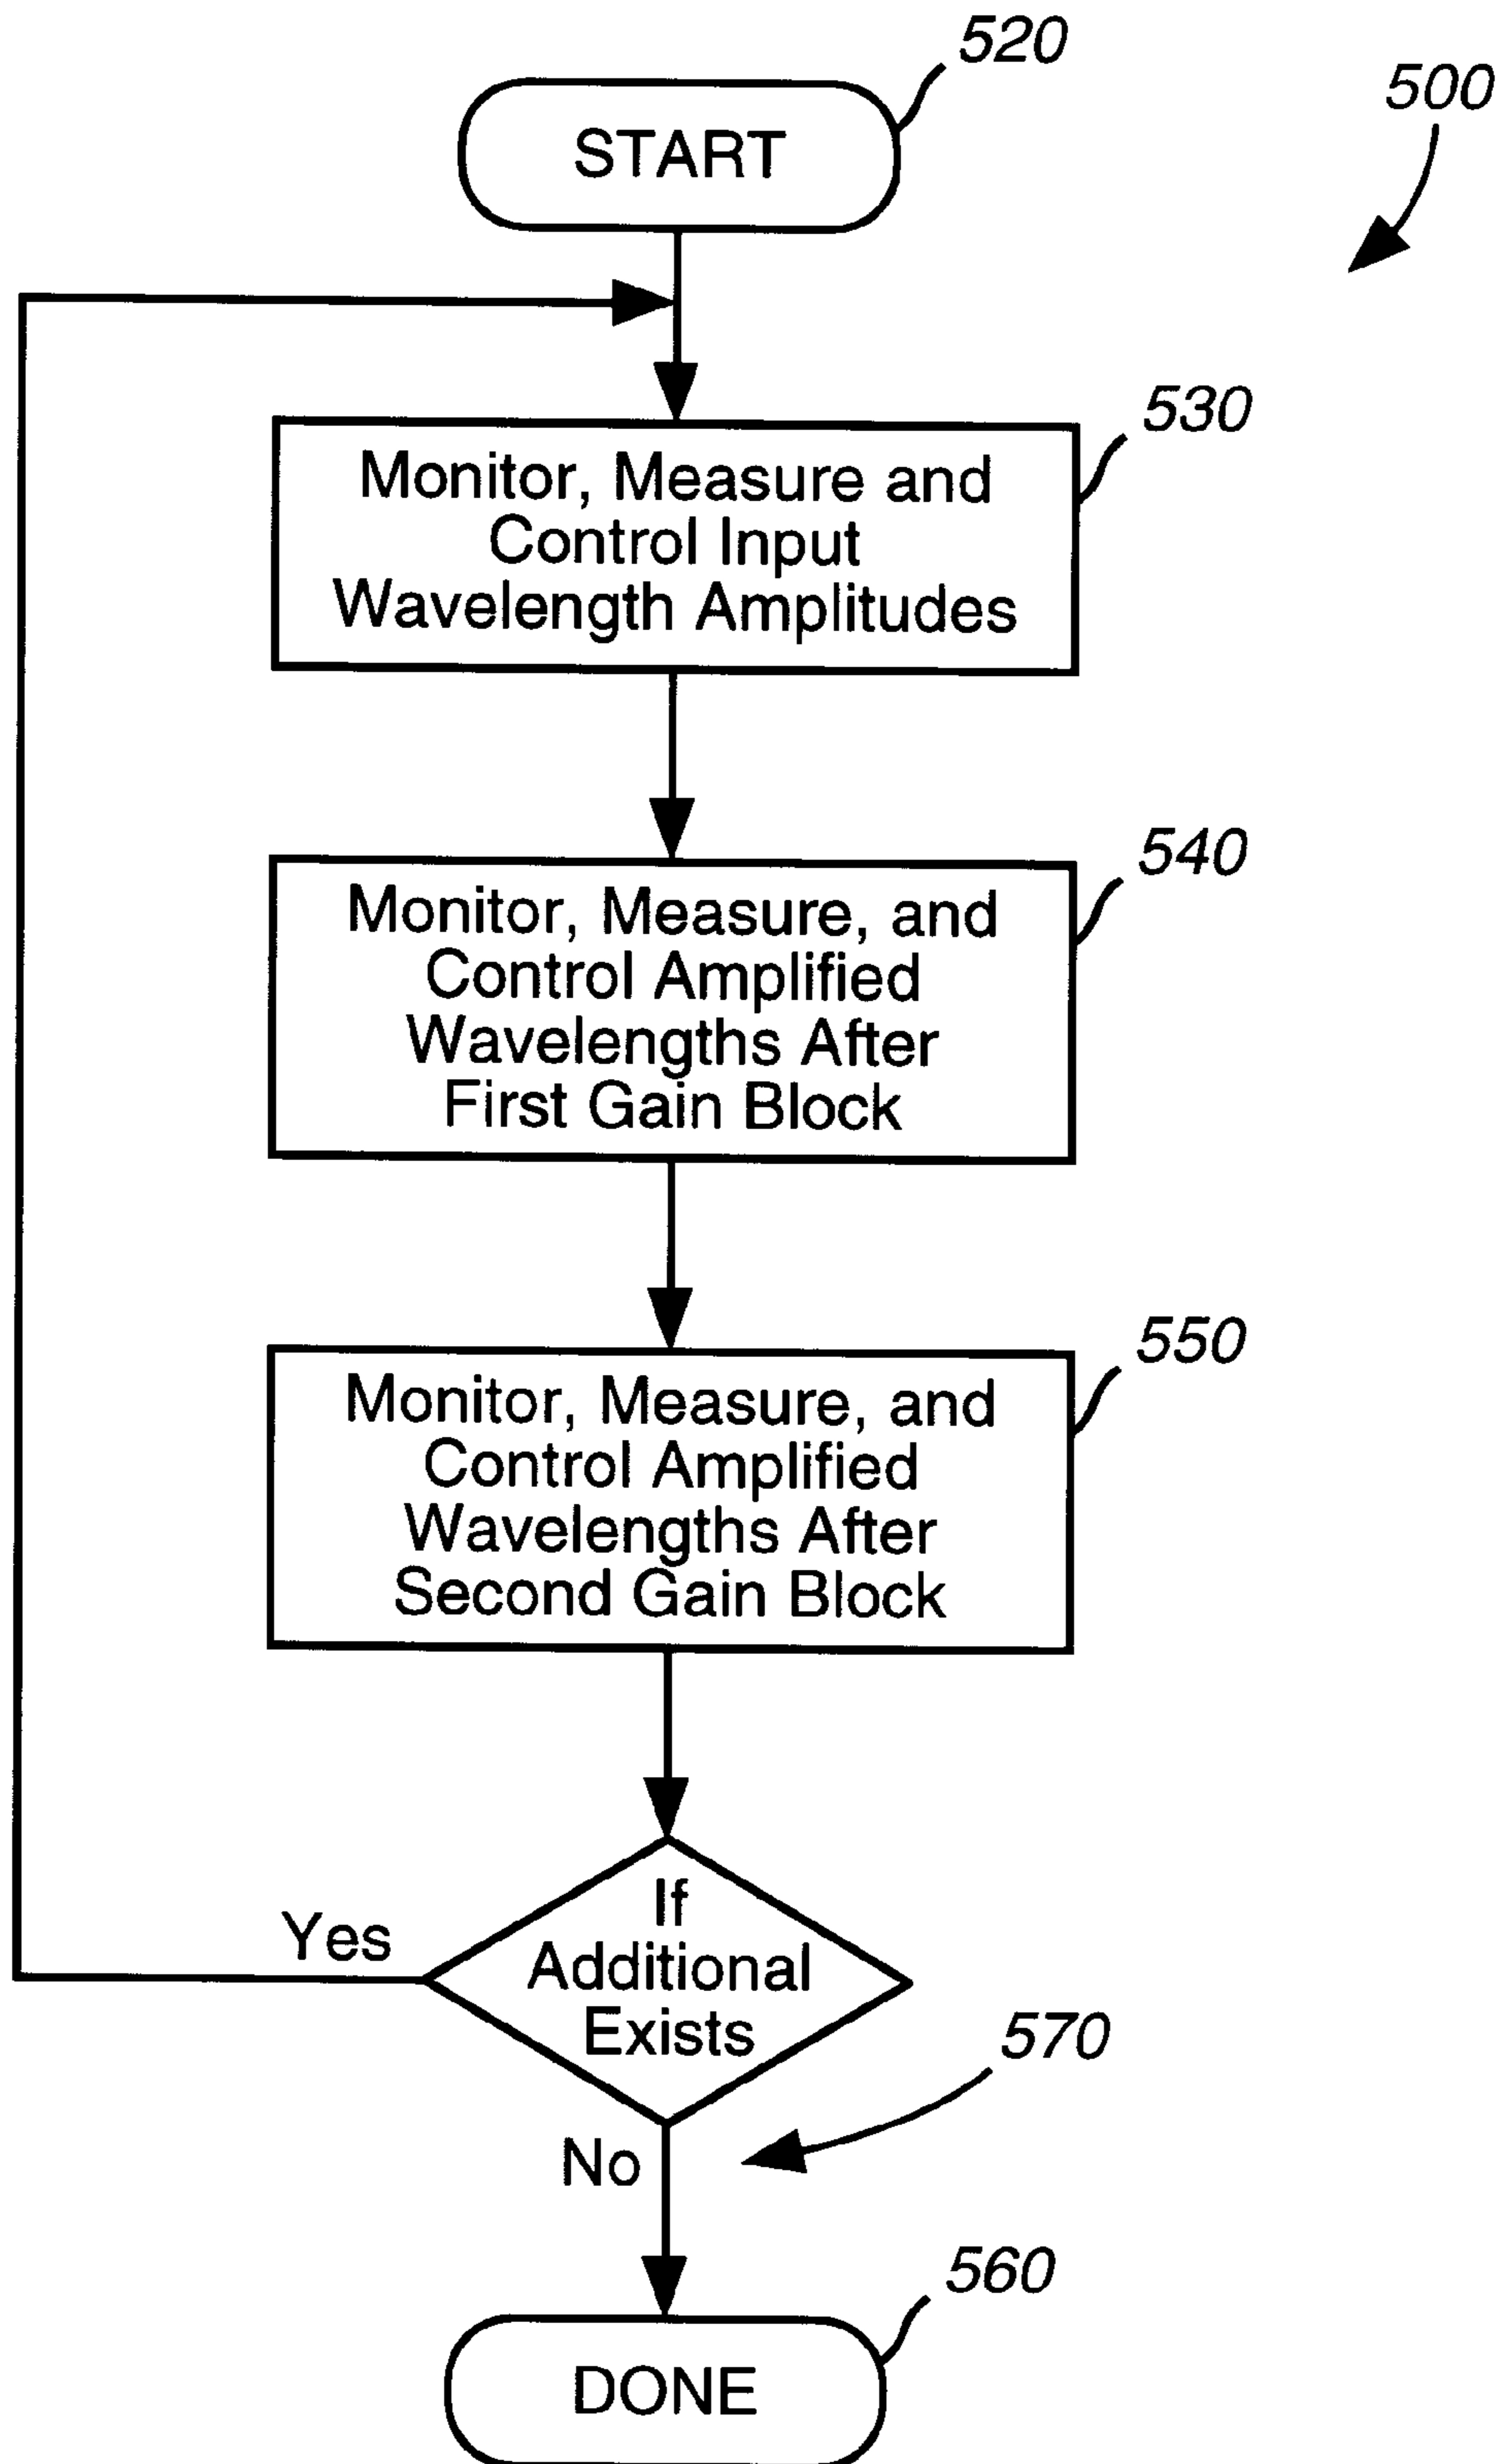 520
500
START
530
Monitor, Measure and
Control Input
Wavelength Amplitudes
540
Monitor, Measure, and
Control Amplified
Wavelengths After
First Gain Block
550
Monitor, Measure, and
Control Amplified
Wavelengths After
Second Gain Block
If
Additional
Exists
Yes
570
No
560
DONE